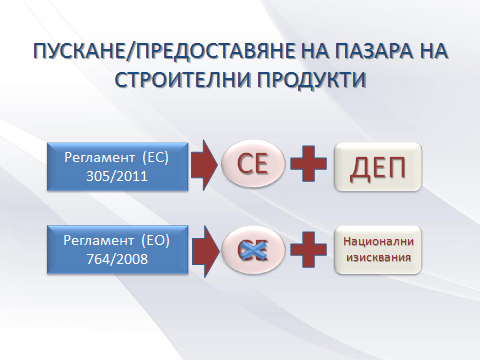 ПУСКАНЕ/ПРЕДОСТАВЯНЕ НА ПАЗАРА НА
СТРОИТЕЛНИ ПРОДУКТИ
Регламент (ЕС)
305/2011
СЕ
ДЕП
Регламент (ЕО)
764/2008
СЕ
Национални
изисквания